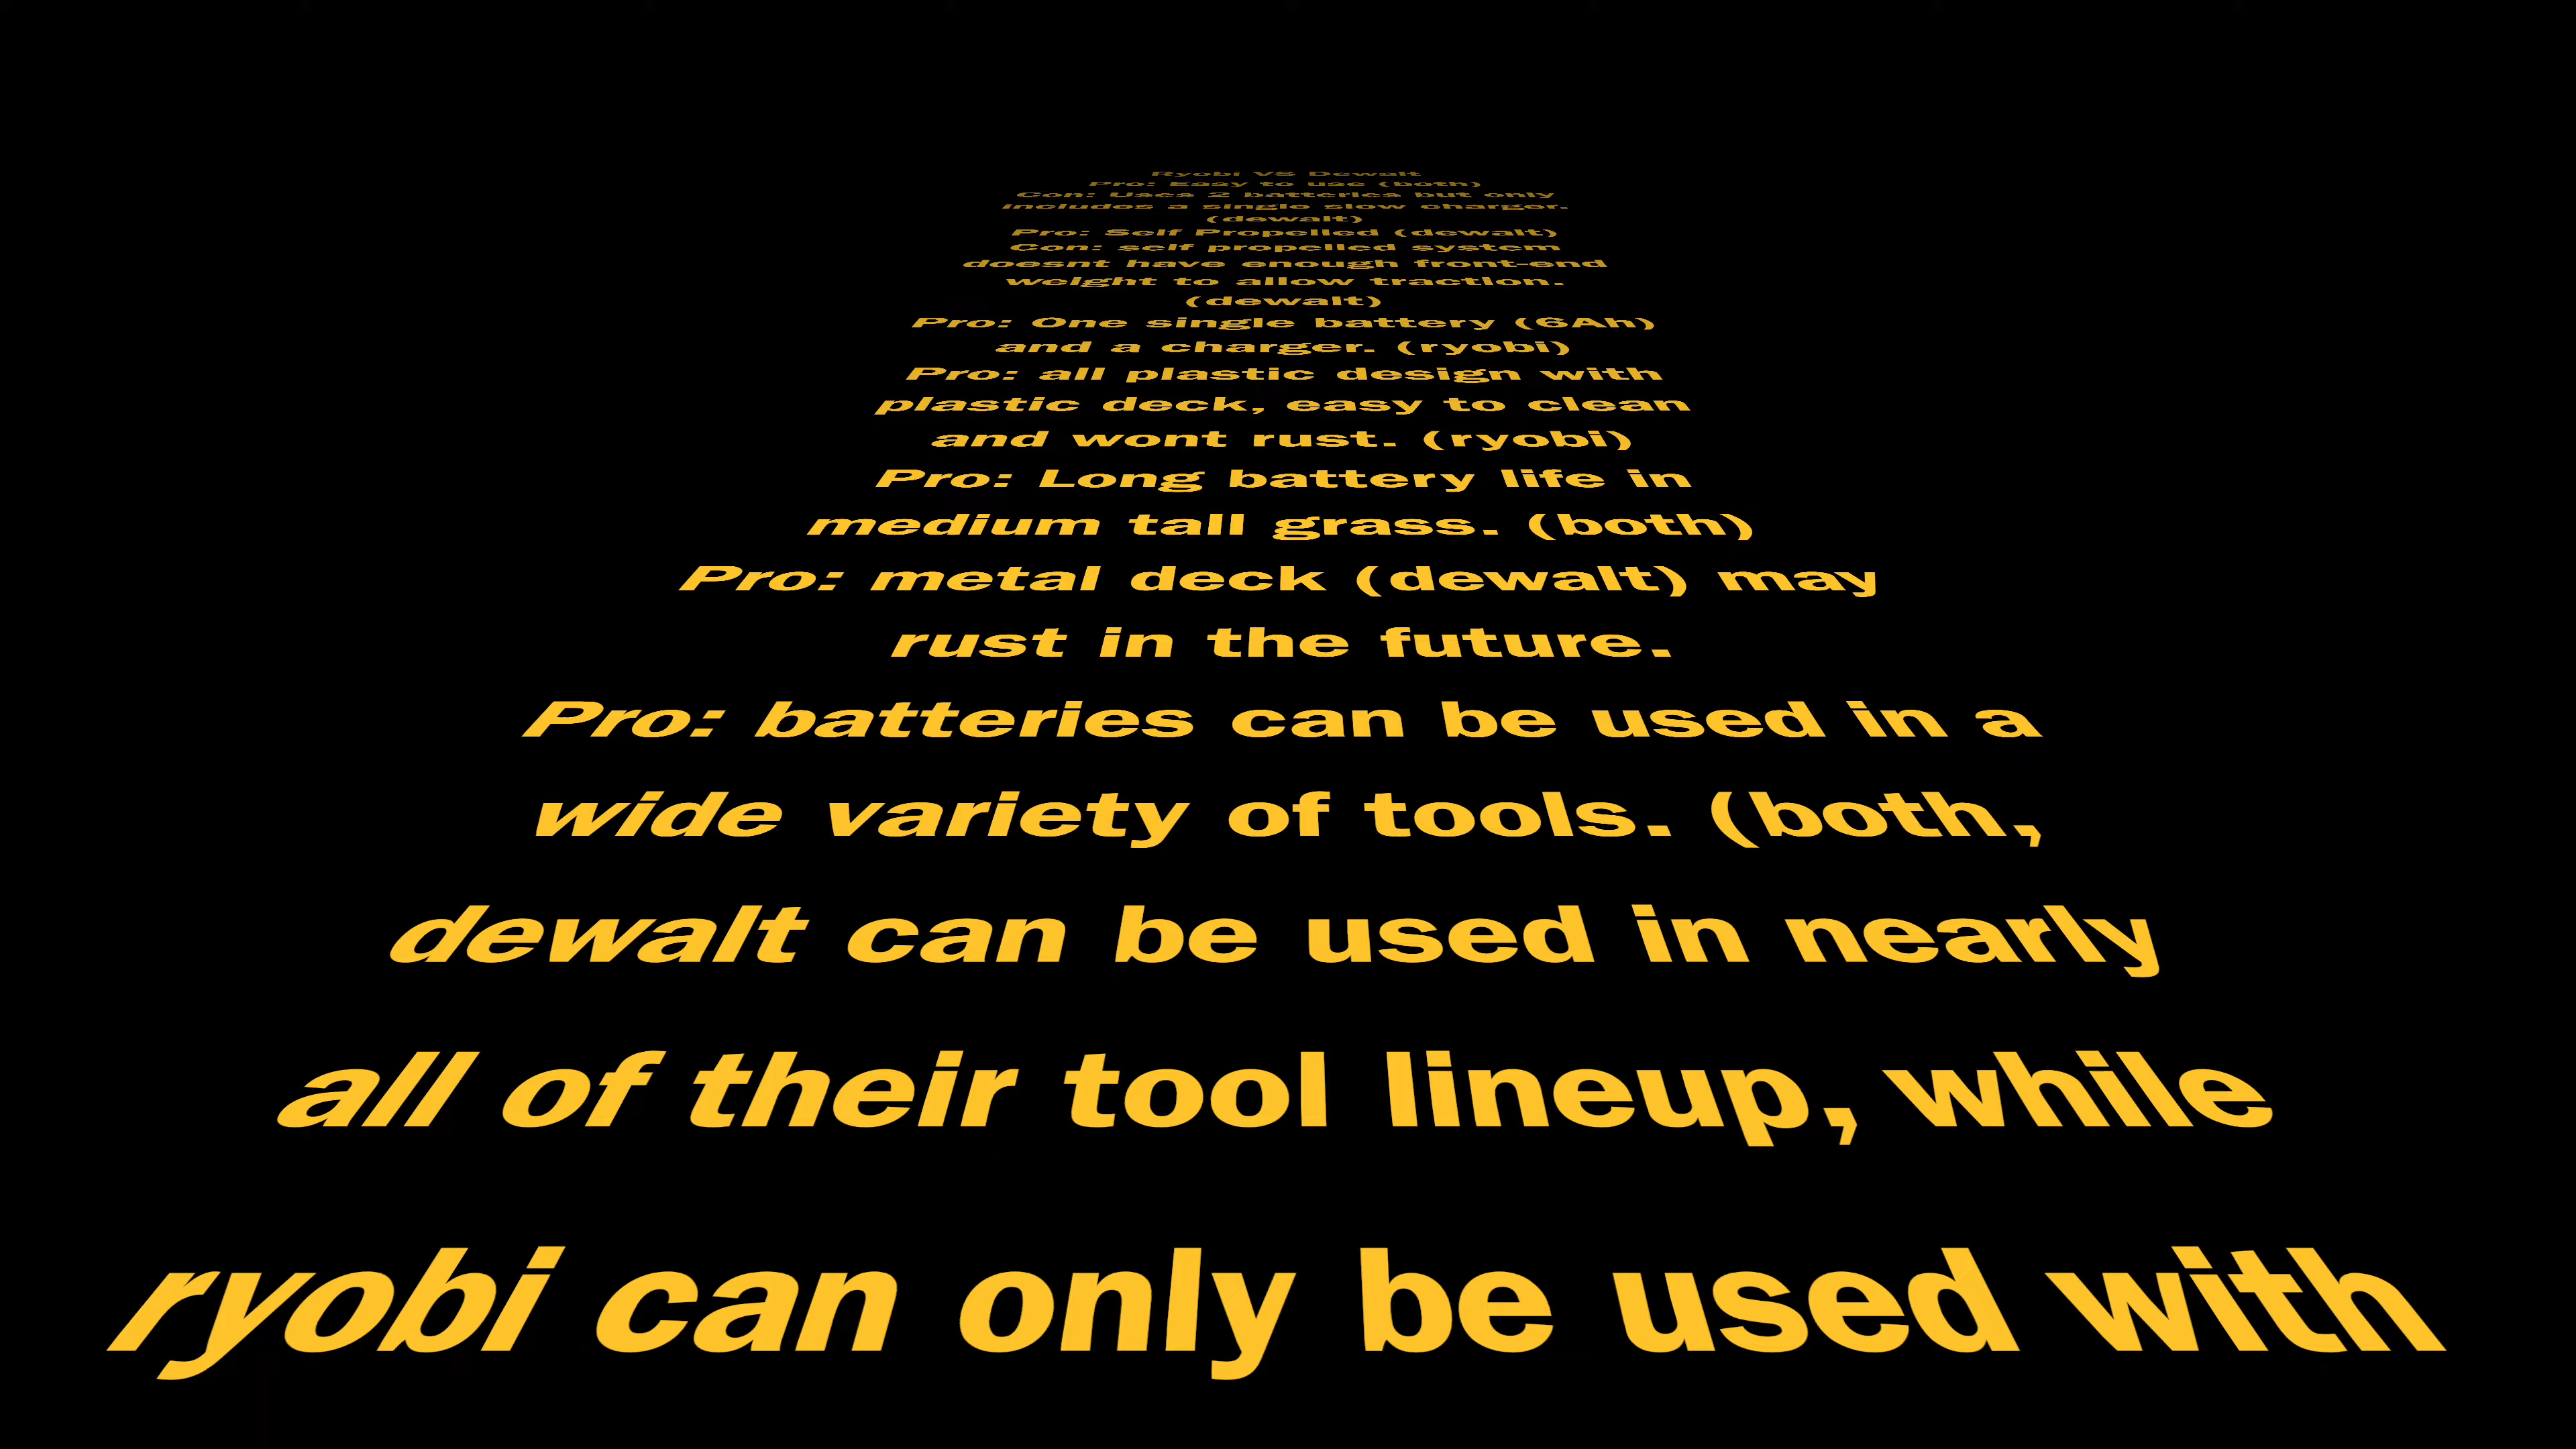 Ryobi VS Dewalt
Pro: Easy to use (both)
Con: Uses 2 batteries but only
includes a single slow charger.
(dewalt)
Pro: Self Propelled (dewalt)
Con: self propelled system
doesnt have enough front-end
weight to allow traction.
(dewalt)
Pro: One single battery (6Ah)
and a charger. (ryobi)
Pro: all plastic design with
plastic deck, easy to clean
and wont rust. (ryobi)
Pro: Long battery life in
medium tall grass. (both)
Pro: metal deck (dewalt) may
rust in the future.
Pro: batteries can be used in a
wide variety of tools. (both,
dewalt can be used in nearly
all of their tool lineup, while
ryobi can only be used with